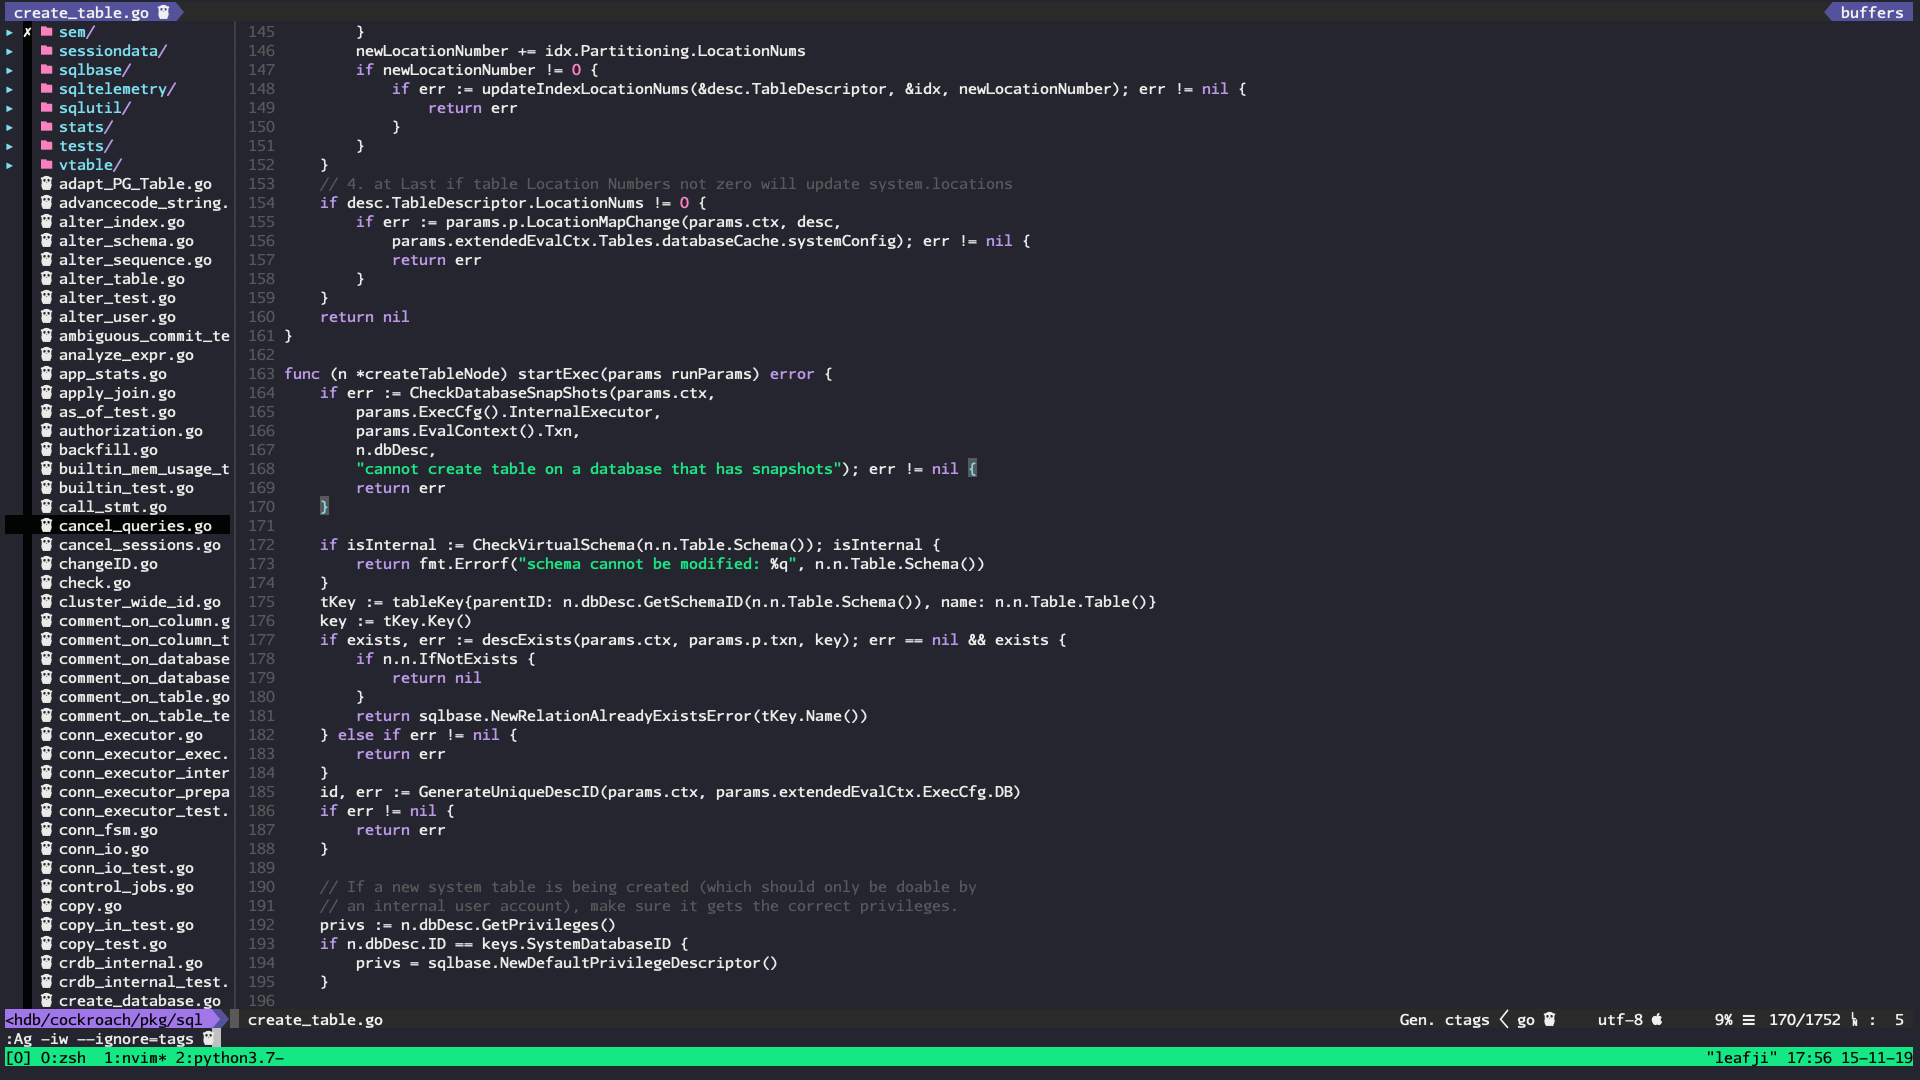 create_table.go
buffers
▸ ✗ sem/
▸ sessiondata/
▸ sqlbase/
▸ sqltelemetry/
▸ sqlutil/
▸ stats/
▸ tests/
▸ vtable/
adapt_PG_Table.go
advancecode_string.
alter_index.go
alter_schema.go
alter_sequence.go
alter_table.go
alter_test.go
alter_user.go
ambiguous_commit_te
analyze_expr.go
app_stats.go
apply_join.go
as_of_test.go
authorization.go
backfill.go
builtin_mem_usage_t
builtin_test.go
call_stmt.go
cancel_queries.go
cancel_sessions.go
changeID.go
check.go
cluster_wide_id.go
comment_on_column.g
comment_on_column_t
comment_on_database
comment_on_database
comment_on_table.go
comment_on_table_te
conn_executor.go
conn_executor_exec.
conn_executor_inter
conn_executor_prepa
conn_executor_test.
conn_fsm.go
conn_io.go
conn_io_test.go
control_jobs.go
copy.go
copy_in_test.go
copy_test.go
crdb_internal.go
crdb_internal_test.
create_database.go
<hdb/cockroach/pkg/sql
145         }
146         newLocationNumber += idx.Partitioning.LocationNums
147         if newLocationNumber != 0 {
148             if err := updateIndexLocationNums(&desc.TableDescriptor, &idx, newLocationNumber); err != nil {
149                 return err
150             }
151         }
152     }
153     // 4. at Last if table Location Numbers not zero will update system.locations
154     if desc.TableDescriptor.LocationNums != 0 {
155         if err := params.p.LocationMapChange(params.ctx, desc,
156             params.extendedEvalCtx.Tables.databaseCache.systemConfig); err != nil {
157             return err
158         }
159     }
160     return nil
161 }
162
163 func (n *createTableNode) startExec(params runParams) error {
164     if err := CheckDatabaseSnapShots(params.ctx,
165         params.ExecCfg().InternalExecutor,
166         params.EvalContext().Txn,
167         n.dbDesc,
168         "cannot create table on a database that has snapshots"); err != nil {
169         return err
170     }
171
172     if isInternal := CheckVirtualSchema(n.n.Table.Schema()); isInternal {
173         return fmt.Errorf("schema cannot be modified: %q", n.n.Table.Schema())
174     }
175     tKey := tableKey{parentID: n.dbDesc.GetSchemaID(n.n.Table.Schema()), name: n.n.Table.Table()}
176     key := tKey.Key()
177     if exists, err := descExists(params.ctx, params.p.txn, key); err == nil && exists {
178         if n.n.IfNotExists {
179             return nil
180         }
181         return sqlbase.NewRelationAlreadyExistsError(tKey.Name())
182     } else if err != nil {
183         return err
184     }
185     id, err := GenerateUniqueDescID(params.ctx, params.extendedEvalCtx.ExecCfg.DB)
186     if err != nil {
187         return err
188     }
189
190     // If a new system table is being created (which should only be doable by
191     // an internal user account), make sure it gets the correct privileges.
192     privs := n.dbDesc.GetPrivileges()
193     if n.dbDesc.ID == keys.SystemDatabaseID {
194         privs = sqlbase.NewDefaultPrivilegeDescriptor()
195     }
196
create_table.go
Gen. ctags < go utf-8 9% ☰ 170/1752 : 5
:Ag -iw --ignore=tags
[0] 0:zsh  1:nvim* 2:python3.7-
"leafji" 17:56 15-11-19